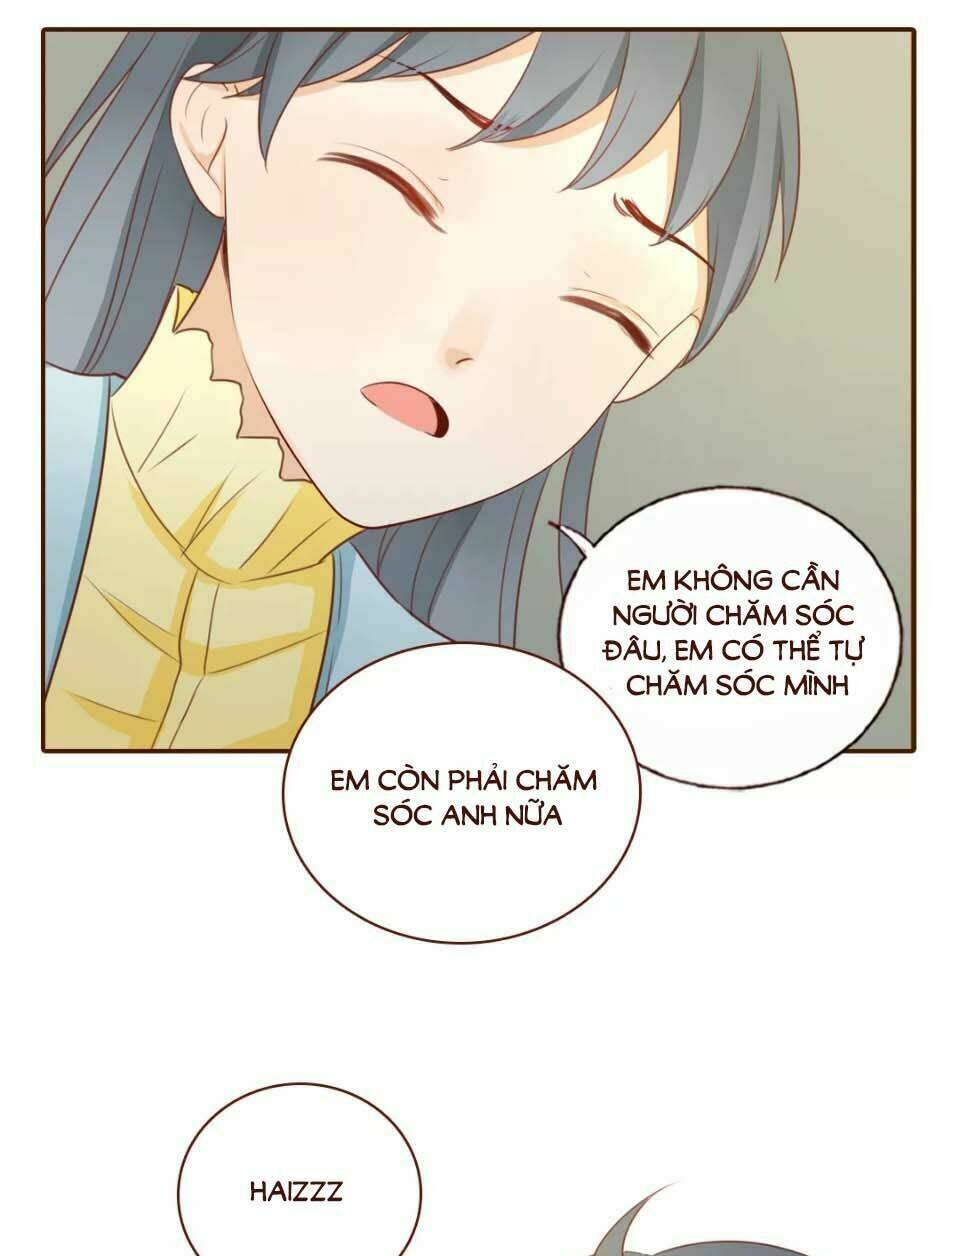 EM KHÔNG CẦN
NGƯỜI CHĂM SÓC
ĐÂU, EM CÓ THỂ TỰ
CHĂM SÓC MÌNH
EM CÒN PHẢI CHĂM
SÓC ANH NỮA
HAIZZZ